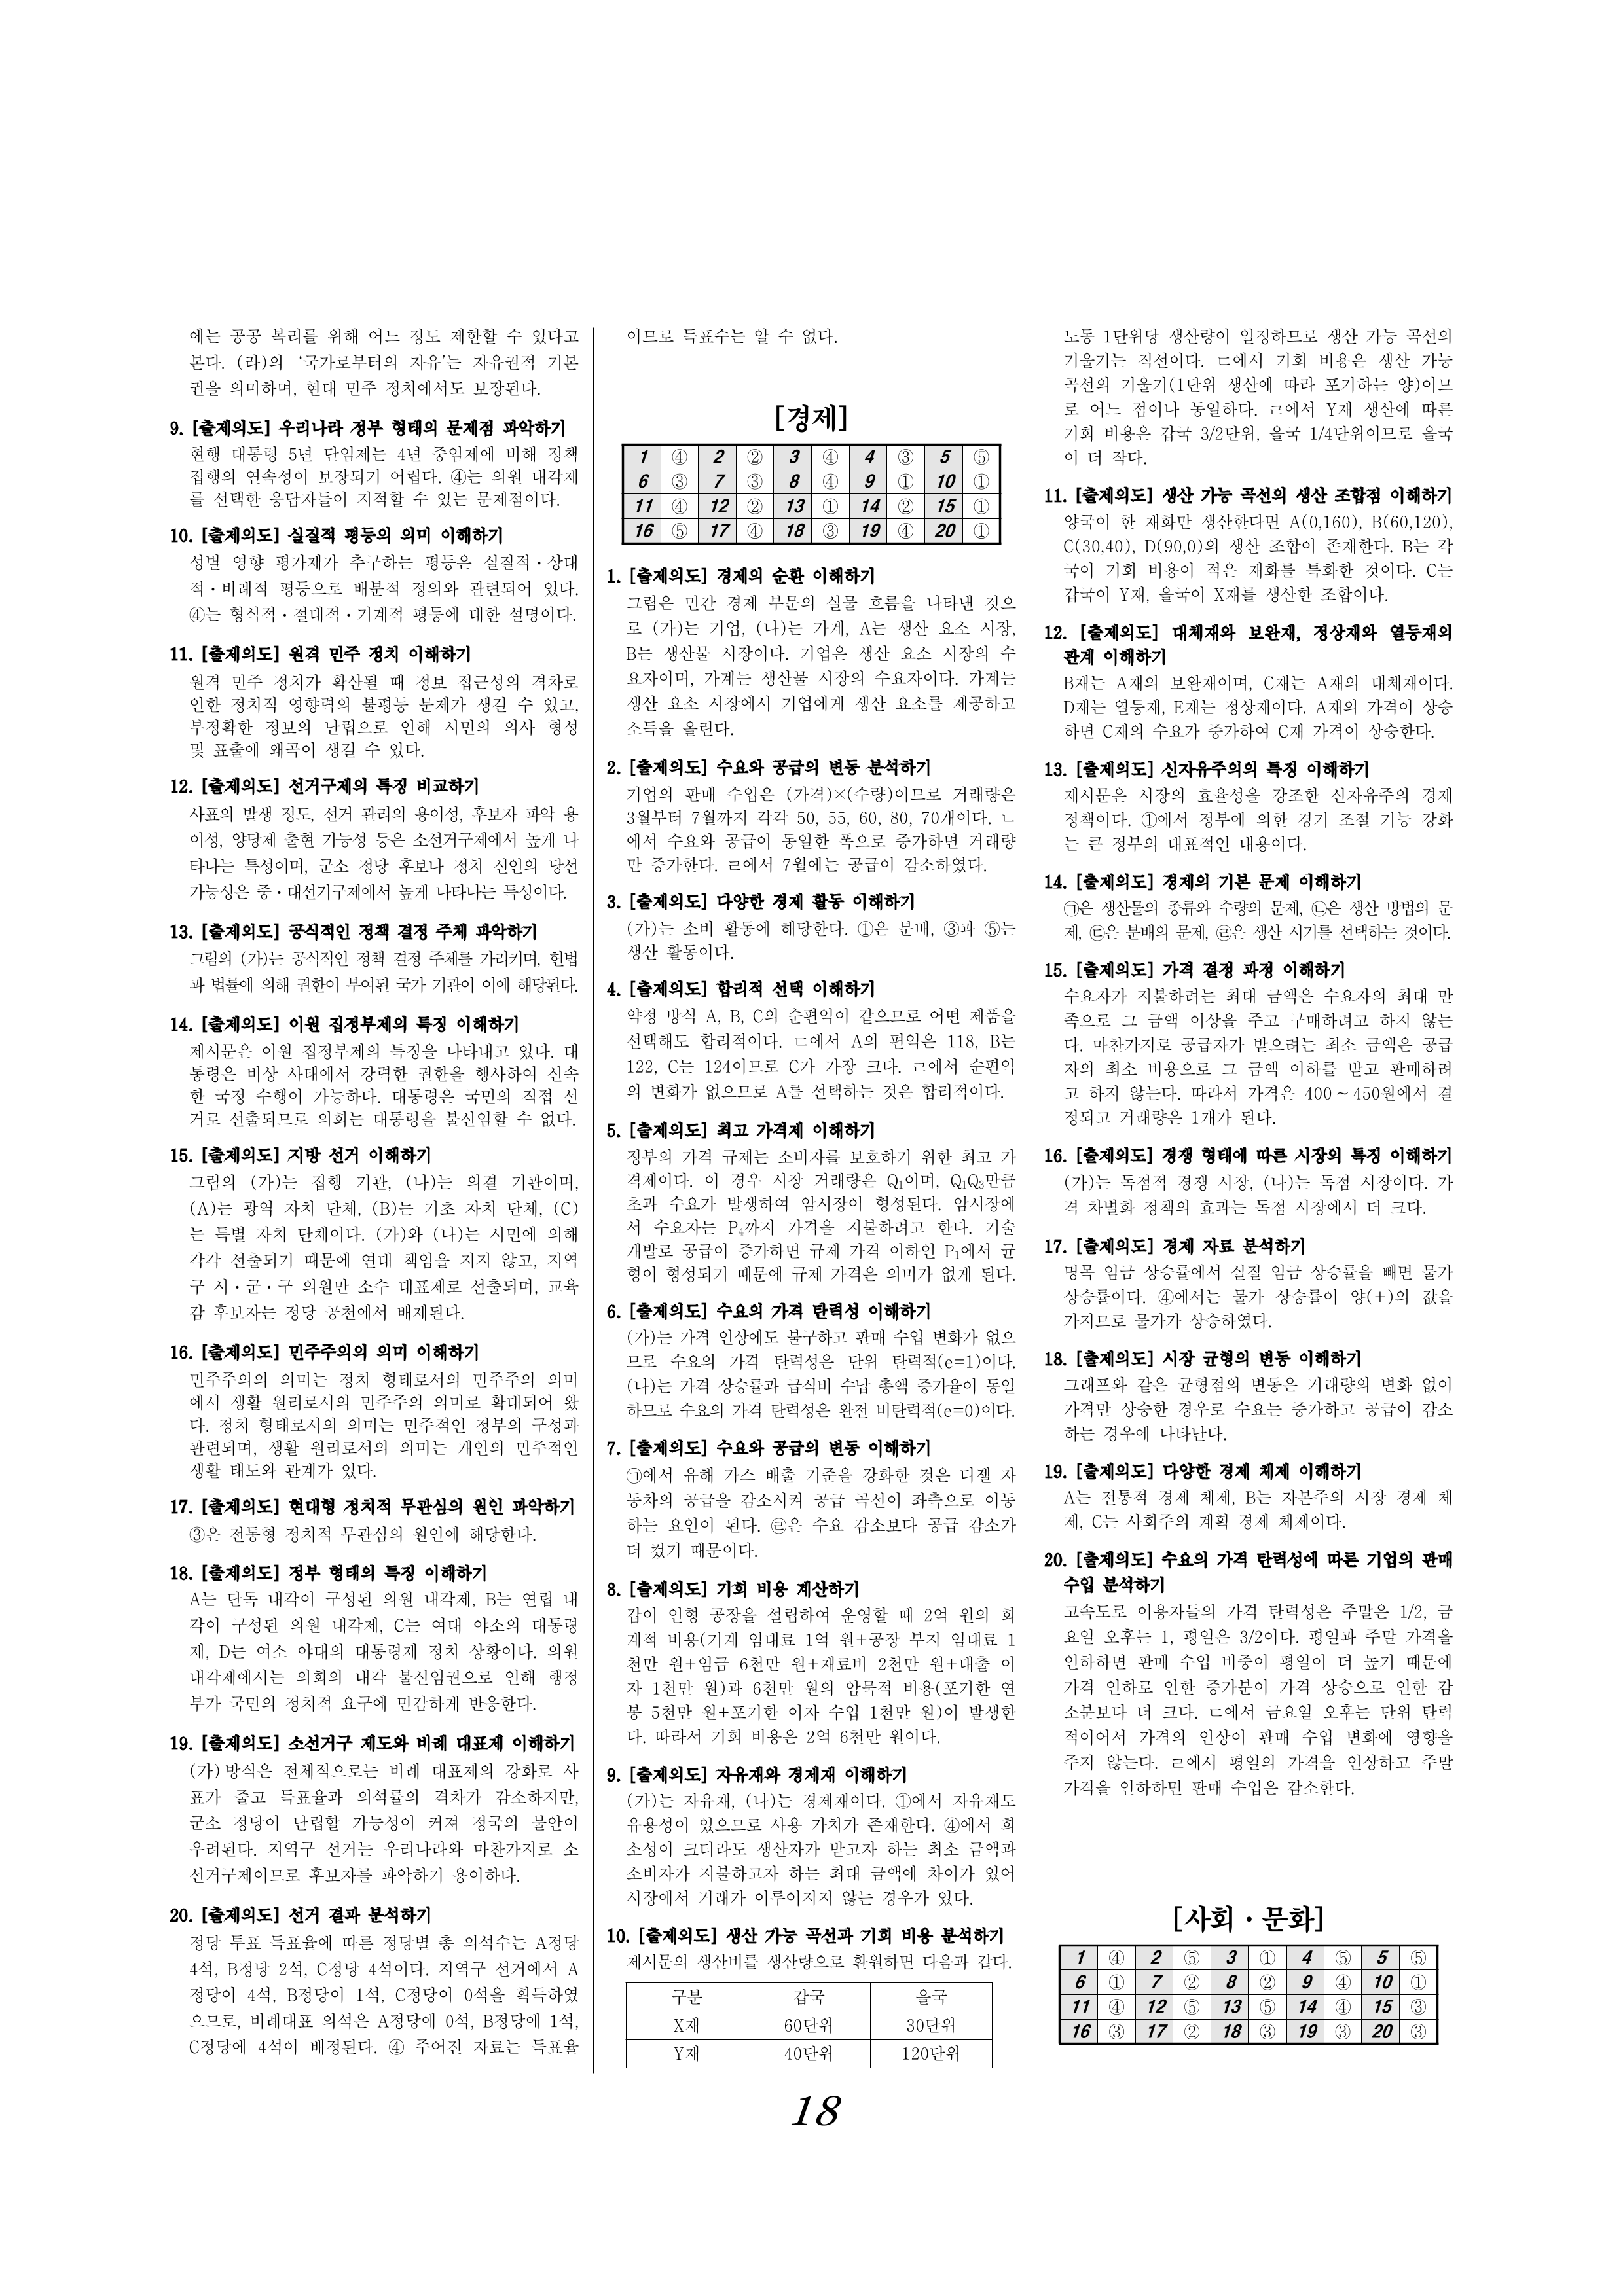 에는 공공 복리를 위해 어느 정도 제한할 수 있다고
본다. (라)의 ‘국가로부터의 자유’는 자유권적 기본
권을 의미하며, 현대 민주 정치에서도 보장된다.
9. [출제의도] 우리나라 정부 형태의 문제점 파악하기
현행 대통령 5년 단임제는 4년 중임제에 비해 정책
집행의 연속성이 보장되기 어렵다. ④는 의원 내각제
를 선택한 응답자들이 지적할 수 있는 문제점이다.
10. [출제의도] 실질적 평등의 의미 이해하기
성별 영향 평가제가 추구하는 평등은 실질적·상대
적·비례적 평등으로 배분적 정의와 관련되어 있다.
④는 형식적·절대적·기계적 평등에 대한 설명이다.
11. [출제의도] 원격 민주 정치 이해하기
원격 민주 정치가 확산될 때 정보 접근성의 격차로
인한 정치적 영향력의 불평등 문제가 생길 수 있고,
부정확한 정보의 난립으로 인해 시민의 의사 형성
및 표출에 왜곡이 생길 수 있다.
12. [출제의도] 선거구제의 특징 비교하기
사표의 발생 정도, 선거 관리의 용이성, 후보자 파악 용
이성, 양당제 출현 가능성 등은 소선거구제에서 높게 나
타나는 특성이며, 군소 정당 후보나 정치 신인의 당선
가능성은 중·대선거구제에서 높게 나타나는 특성이다.
13. [출제의도] 공식적인 정책 결정 주체 파악하기
그림의 (가)는 공식적인 정책 결정 주체를 가리키며, 헌법
과 법률에 의해 권한이 부여된 국가 기관이 이에 해당된다.
14. [출제의도] 이원 집정부제의 특징 이해하기
제시문은 이원 집정부제의 특징을 나타내고 있다. 대
통령은 비상 사태에서 강력한 권한을 행사하여 신속
한 국정 수행이 가능하다. 대통령은 국민의 직접 선
거로 선출되므로 의회는 대통령을 불신임할 수 없다.
15. [출제의도] 지방 선거 이해하기
그림의 (가)는 집행 기관, (나)는 의결 기관이며,
(A)는 광역 자치 단체, (B)는 기초 자치 단체, (C)
는 특별 자치 단체이다. (가)와 (나)는 시민에 의해
각각 선출되기 때문에 연대 책임을 지지 않고, 지역
구 시·군·구 의원만 소수 대표제로 선출되며, 교육
감 후보자는 정당 공천에서 배제된다.
16. [출제의도] 민주주의의 의미 이해하기
민주주의의 의미는 정치 형태로서의 민주주의 의미
에서 생활 원리로서의 민주주의 의미로 확대되어 왔
다. 정치 형태로서의 의미는 민주적인 정부의 구성과
관련되며, 생활 원리로서의 의미는 개인의 민주적인
생활 태도와 관계가 있다.
17. [출제의도] 현대형 정치적 무관심의 원인 파악하기
③은 전통형 정치적 무관심의 원인에 해당한다.
18. [출제의도] 정부 형태의 특징 이해하기
A는 단독 내각이 구성된 의원 내각제, B는 연립 내
각이 구성된 의원 내각제, C는 여대 야소의 대통령
제, D는 여소 야대의 대통령제 정치 상황이다. 의원
내각제에서는 의회의 내각 불신임권으로 인해 행정
부가 국민의 정치적 요구에 민감하게 반응한다.
19. [출제의도] 소선거구 제도와 비례 대표제 이해하기
(가) 방식은 전체적으로는 비례 대표제의 강화로 사
표가 줄고 득표율과 의석률의 격차가 감소하지만,
군소 정당이 난립할 가능성이 커져 정국의 불안이
우려된다. 지역구 선거는 우리나라와 마찬가지로 소
선거구제이므로 후보자를 파악하기 용이하다.
20. [출제의도] 선거 결과 분석하기
정당 투표 득표율에 따른 정당별 총 의석수는 A정당
4석, B정당 2석, C정당 4석이다. 지역구 선거에서 A
정당이 4석, B정당이 1석, C정당이 0석을 획득하였
으므로, 비례대표 의석은 A정당에 0석, B정당에 1석,
C정당에 4석이 배정된다. ④ 주어진 자료는 득표율
이므로 득표수는 알 수 없다.
[경제]
1 ④ 2 ② 3 ④ 4 ③ 5 ⑤
6 ③ 7 ③ 8 ④ 9 ① 10 ①
11 ④ 12 ② 13 ① 14 ② 15 ①
16 ⑤ 17 ④ 18 ③ 19 ④ 20 ①
1. [출제의도] 경제의 순환 이해하기
그림은 민간 경제 부문의 실물 흐름을 나타낸 것으
로 (가)는 기업, (나)는 가계, A는 생산 요소 시장,
B는 생산물 시장이다. 기업은 생산 요소 시장의 수
요자이며, 가계는 생산물 시장의 수요자이다. 가계는
생산 요소 시장에서 기업에게 생산 요소를 제공하고
소득을 올린다.
2. [출제의도] 수요와 공급의 변동 분석하기
기업의 판매 수입은 (가격)×(수량)이므로 거래량은
3월부터 7월까지 각각 50, 55, 60, 80, 70개이다. ㄴ
에서 수요와 공급이 동일한 폭으로 증가하면 거래량
만 증가한다. ㄹ에서 7월에는 공급이 감소하였다.
3. [출제의도] 다양한 경제 활동 이해하기
(가)는 소비 활동에 해당한다. ①은 분배, ③과 ⑤는
생산 활동이다.
4. [출제의도] 합리적 선택 이해하기
약정 방식 A, B, C의 순편익이 같으므로 어떤 제품을
선택해도 합리적이다. ㄷ에서 A의 편익은 118, B는
122, C는 124이므로 C가 가장 크다. ㄹ에서 순편익
의 변화가 없으므로 A를 선택하는 것은 합리적이다.
5. [출제의도] 최고 가격제 이해하기
정부의 가격 규제는 소비자를 보호하기 위한 최고 가
격제이다. 이 경우 시장 거래량은 Q₁이며, Q₁Q₃만큼
초과 수요가 발생하여 암시장이 형성된다. 암시장에
서 수요자는 P₄까지 가격을 지불하려고 한다. 기술
개발로 공급이 증가하면 규제 가격 이하인 P₁에서 균
형이 형성되기 때문에 규제 가격은 의미가 없게 된다.
6. [출제의도] 수요의 가격 탄력성 이해하기
(가)는 가격 인상에도 불구하고 판매 수입 변화가 없으
므로 수요의 가격 탄력성은 단위 탄력적(e=1)이다.
(나)는 가격 상승률과 급식비 수납 총액 증가율이 동일
하므로 수요의 가격 탄력성은 완전 비탄력적(e=0)이다.
7. [출제의도] 수요와 공급의 변동 이해하기
㉠에서 유해 가스 배출 기준을 강화한 것은 디젤 자
동차의 공급을 감소시켜 공급 곡선이 좌측으로 이동
하는 요인이 된다. ㉣은 수요 감소보다 공급 감소가
더 컸기 때문이다.
8. [출제의도] 기회 비용 계산하기
갑이 인형 공장을 설립하여 운영할 때 2억 원의 회
계적 비용(기계 임대료 1억 원+공장 부지 임대료 1
천만 원+임금 6천만 원+재료비 2천만 원+대출 이
자 1천만 원)과 6천만 원의 암묵적 비용(포기한 연
봉 5천만 원+포기한 이자 수입 1천만 원)이 발생한
다. 따라서 기회 비용은 2억 6천만 원이다.
9. [출제의도] 자유재와 경제재 이해하기
(가)는 자유재, (나)는 경제재이다. ①에서 자유재도
유용성이 있으므로 사용 가치가 존재한다. ④에서 희
소성이 크더라도 생산자가 받고자 하는 최소 금액과
소비자가 지불하고자 하는 최대 금액에 차이가 있어
시장에서 거래가 이루어지지 않는 경우가 있다.
10. [출제의도] 생산 가능 곡선과 기회 비용 분석하기
제시문의 생산비를 생산량으로 환원하면 다음과 같다.
구분 갑국 을국
X재 60단위 30단위
Y재 40단위 120단위
노동 1단위당 생산량이 일정하므로 생산 가능 곡선의
기울기는 직선이다. ㄷ에서 기회 비용은 생산 가능
곡선의 기울기(1단위 생산에 따라 포기하는 양)이므
로 어느 점이나 동일하다. ㄹ에서 Y재 생산에 따른
기회 비용은 갑국 3/2단위, 을국 1/4단위이므로 을국
이 더 작다.
11. [출제의도] 생산 가능 곡선의 생산 조합점 이해하기
양국이 한 재화만 생산한다면 A(0,160), B(60,120),
C(30,40), D(90,0)의 생산 조합이 존재한다. B는 각
국이 기회 비용이 적은 재화를 특화한 것이다. C는
갑국이 Y재, 을국이 X재를 생산한 조합이다.
12. [출제의도] 대체재와 보완재, 정상재와 열등재의
관계 이해하기
B재는 A재의 보완재이며, C재는 A재의 대체재이다.
D재는 열등재, E재는 정상재이다. A재의 가격이 상승
하면 C재의 수요가 증가하여 C재 가격이 상승한다.
13. [출제의도] 신자유주의의 특징 이해하기
제시문은 시장의 효율성을 강조한 신자유주의 경제
정책이다. ①에서 정부에 의한 경기 조절 기능 강화
는 큰 정부의 대표적인 내용이다.
14. [출제의도] 경제의 기본 문제 이해하기
㉠은 생산물의 종류와 수량의 문제, ㉡은 생산 방법의 문
제, ㉢은 분배의 문제, ㉣은 생산 시기를 선택하는 것이다.
15. [출제의도] 가격 결정 과정 이해하기
수요자가 지불하려는 최대 금액은 수요자의 최대 만
족으로 그 금액 이상을 주고 구매하려고 하지 않는
다. 마찬가지로 공급자가 받으려는 최소 금액은 공급
자의 최소 비용으로 그 금액 이하를 받고 판매하려
고 하지 않는다. 따라서 가격은 400 ~ 450원에서 결
정되고 거래량은 1개가 된다.
16. [출제의도] 경쟁 형태에 따른 시장의 특징 이해하기
(가)는 독점적 경쟁 시장, (나)는 독점 시장이다. 가
격 차별화 정책의 효과는 독점 시장에서 더 크다.
17. [출제의도] 경제 자료 분석하기
명목 임금 상승률에서 실질 임금 상승률을 빼면 물가
상승률이다. ④에서는 물가 상승률이 양(+)의 값을
가지므로 물가가 상승하였다.
18. [출제의도] 시장 균형의 변동 이해하기
그래프와 같은 균형점의 변동은 거래량의 변화 없이
가격만 상승한 경우로 수요는 증가하고 공급이 감소
하는 경우에 나타난다.
19. [출제의도] 다양한 경제 체제 이해하기
A는 전통적 경제 체제, B는 자본주의 시장 경제 체
제, C는 사회주의 계획 경제 체제이다.
20. [출제의도] 수요의 가격 탄력성에 따른 기업의 판매
수입 분석하기
고속도로 이용자들의 가격 탄력성은 주말은 1/2, 금
요일 오후는 1, 평일은 3/2이다. 평일과 주말 가격을
인하하면 판매 수입 비중이 평일이 더 높기 때문에
가격 인하로 인한 증가분이 가격 상승으로 인한 감
소분보다 더 크다. ㄷ에서 금요일 오후는 단위 탄력
적이어서 가격의 인상이 판매 수입 변화에 영향을
주지 않는다. ㄹ에서 평일의 가격을 인상하고 주말
가격을 인하하면 판매 수입은 감소한다.
[사회·문화]
1 ④ 2 ⑤ 3 ① 4 ⑤ 5 ⑤
6 ① 7 ② 8 ② 9 ④ 10 ①
11 ④ 12 ⑤ 13 ⑤ 14 ④ 15 ③
16 ③ 17 ② 18 ③ 19 ③ 20 ③
18